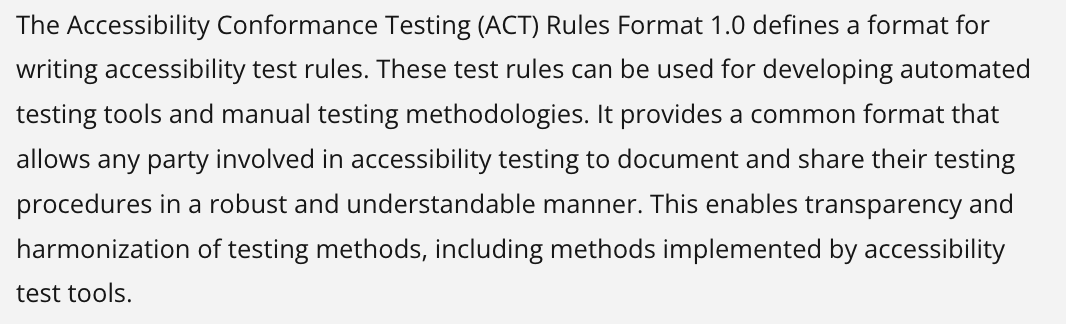 The Accessibility Conformance Testing (ACT) Rules Format 1.0 defines a format for
writing accessibility test rules. These test rules can be used for developing automated
testing tools and manual testing methodologies. It provides a common format that
allows any party involved in accessibility testing to document and share their testing
procedures in a robust and understandable manner. This enables transparency and
harmonization of testing methods, including methods implemented by accessibility
test tools.